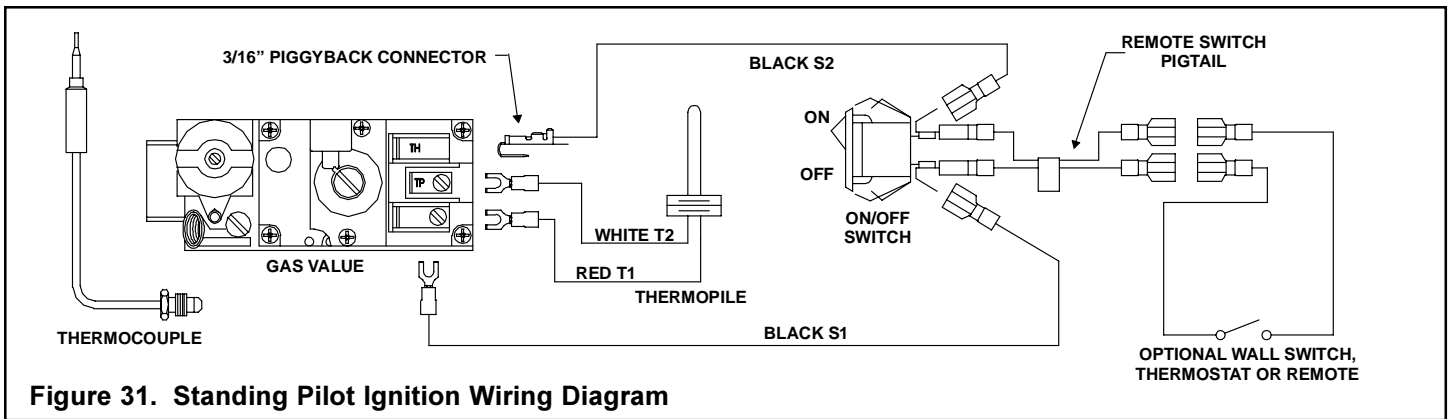 3/16” PIGGYBACK CONNECTOR
BLACK S2
REMOTE SWITCH
PIGTAIL
ON
OFF
TH
TP
ON/OFF
SWITCH
WHITE T2
GAS VALUE
RED T1
THERMOPILE
THERMOCOUPLE
BLACK S1
OPTIONAL WALL SWITCH,
THERMOSTAT OR REMOTE
Figure 31. Standing Pilot Ignition Wiring Diagram